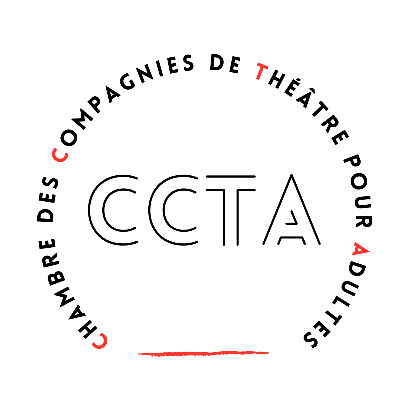 CHAMBRE DES COMPAGNIES DE THÉÂTRE POUR ADULTES
CCTA